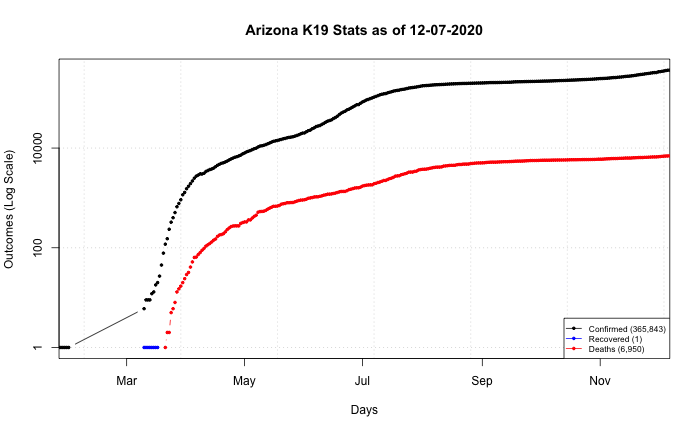 Arizona K19 Stats as of 12-07-2020
Outcomes (Log Scale)
10000
100
1
Confirmed (365,843)
Recovered (1)
Deaths (6,950)
Mar May Jul Sep Nov
Days